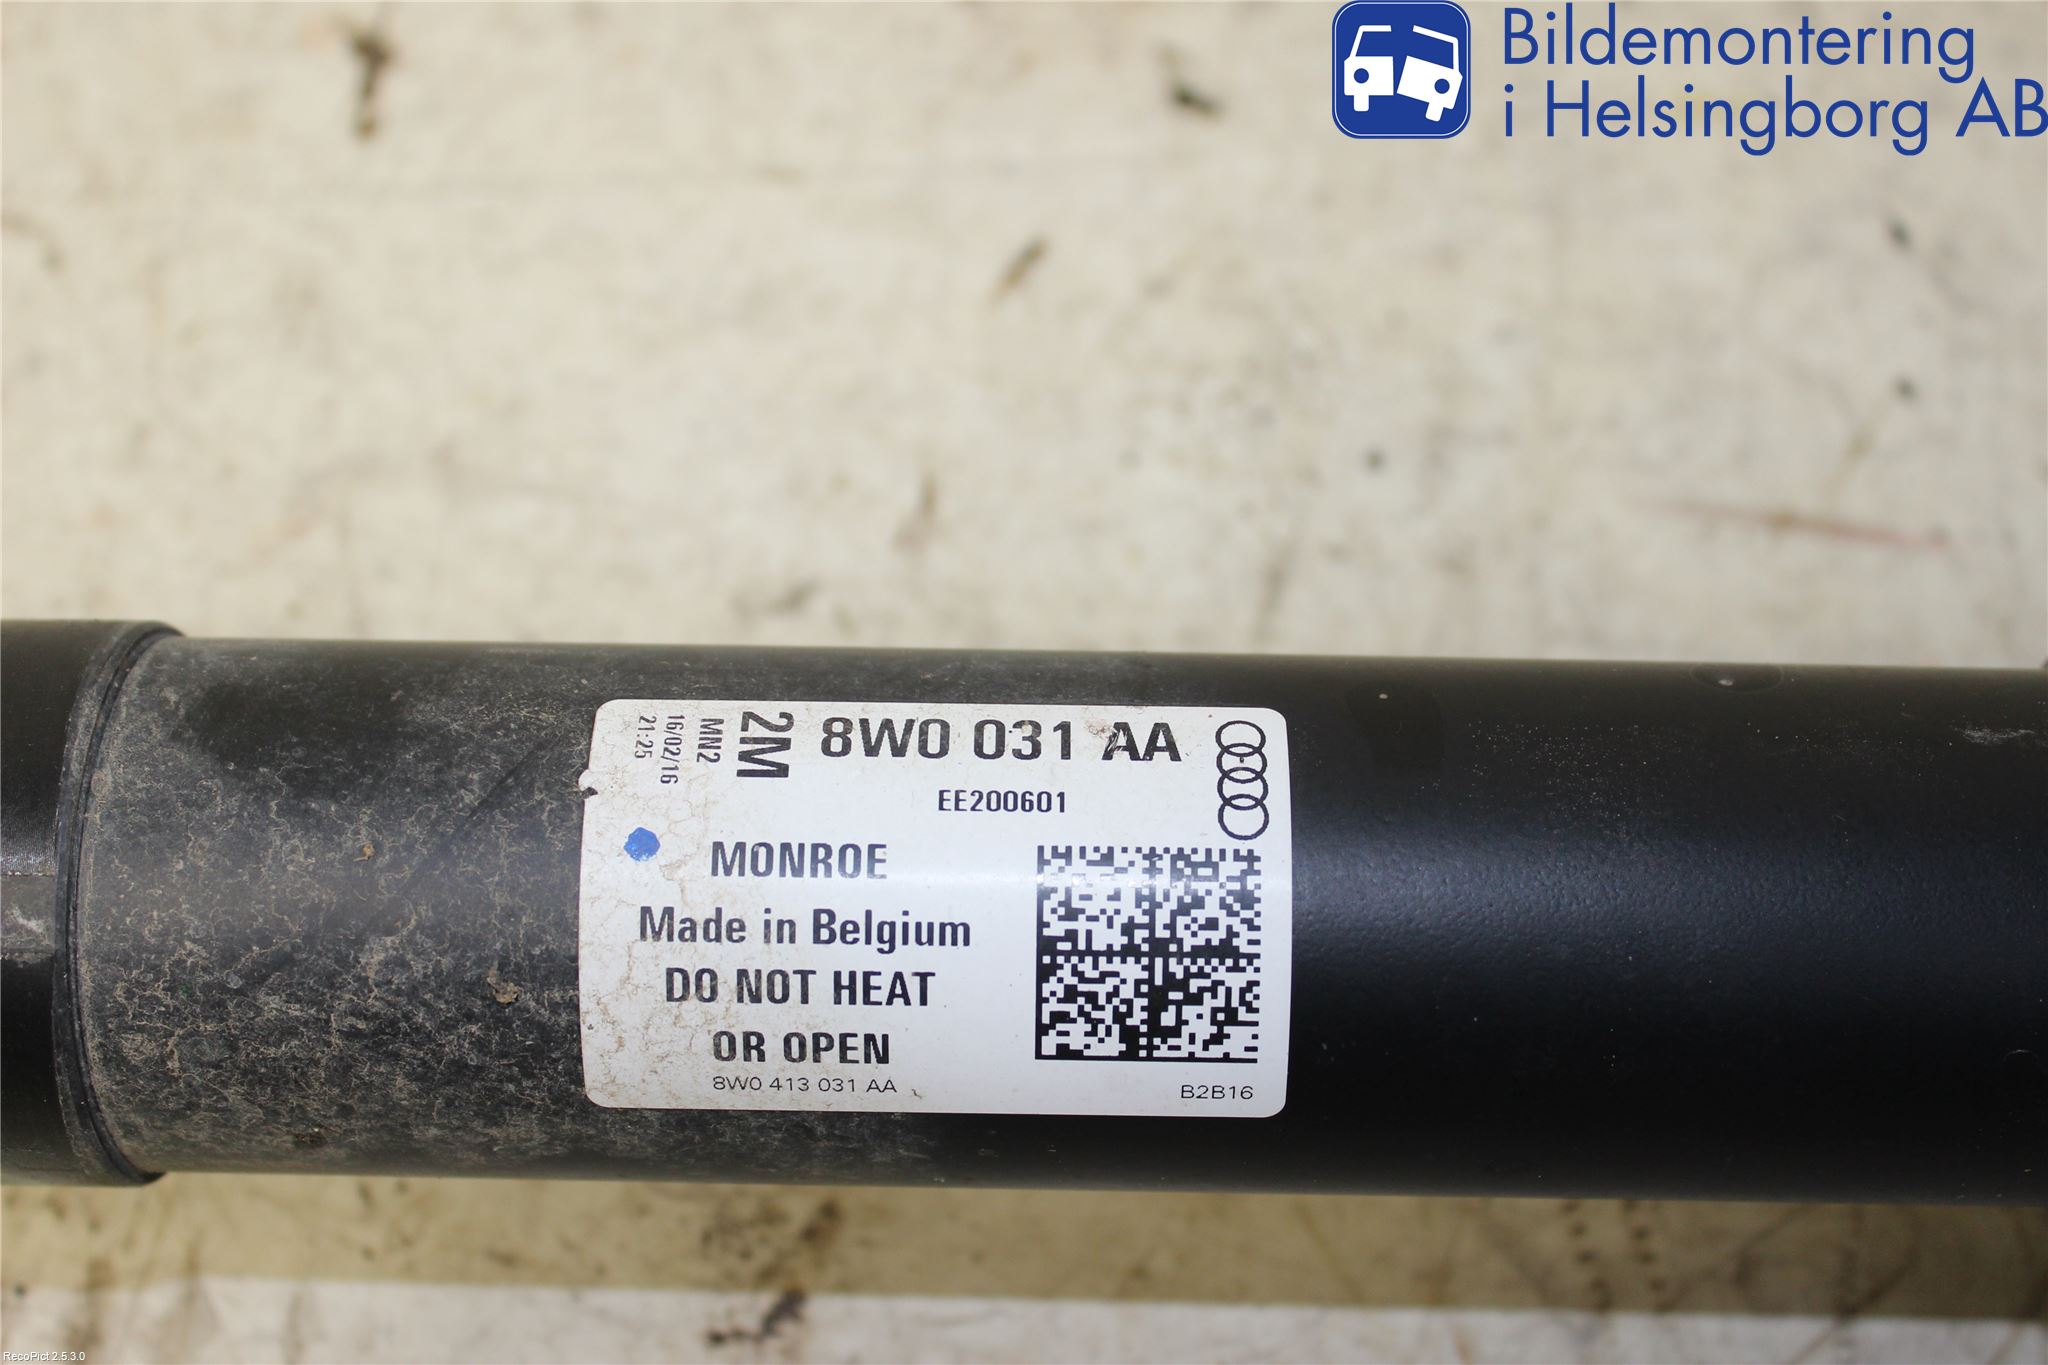 Bildemontering
i Helsingborg AB
8W0 031 AA
2M
MN2
16/02/16
21:25
EE200601
MONROE
Made in Belgium
DO NOT HEAT
OR OPEN
8W0 413 031 AA
B2B16
RecoPict 2.5.3.0